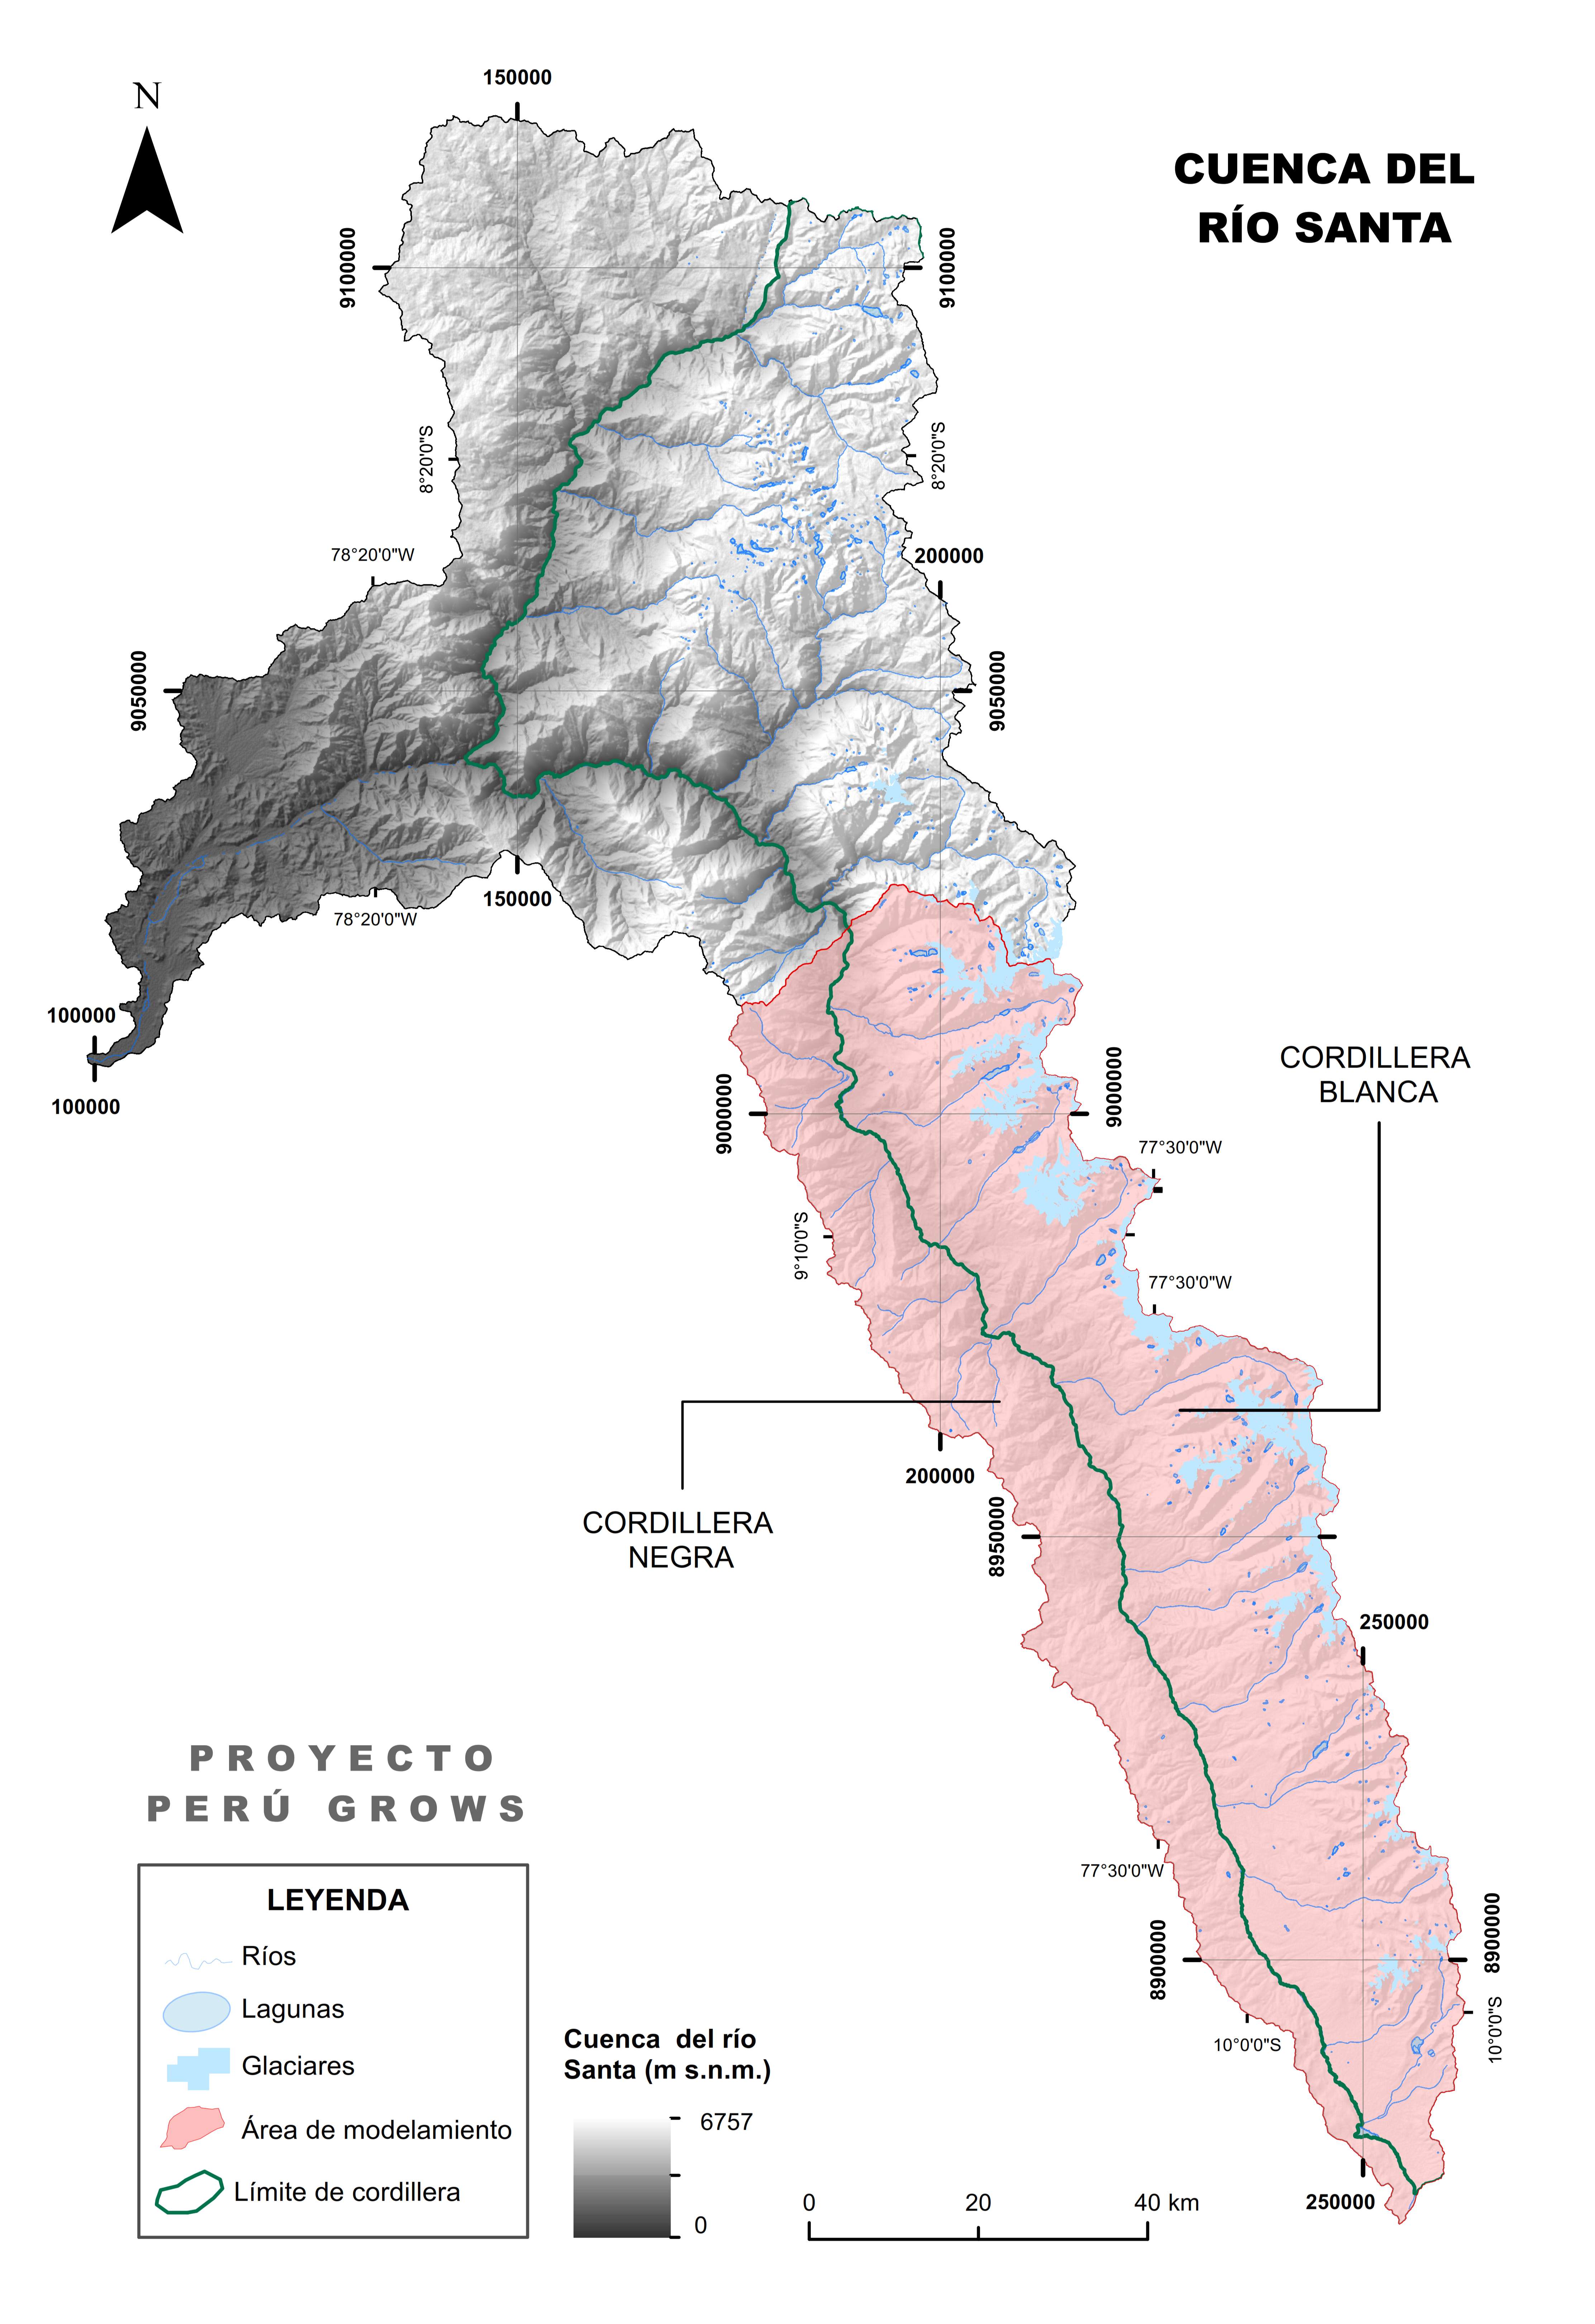 150000
N
CUENCA DEL
RÍO SANTA
9100000
9100000
8°20'0"S
8°20'0"S
78°20'0"W
200000
9050000
9050000
150000
78°20'0"W
100000
100000
9000000
9000000
CORDILLERA
BLANCA
77°30'0"W
9°10'0"S
77°30'0"W
200000
CORDILLERA
NEGRA
8950000
250000
PROYECTO
PERÚ GROWS
77°30'0"W
LEYENDA
Ríos
Lagunas
Glaciares
Área de modelamiento
Límite de cordillera
8900000
8900000
10°0'0"S
10°0'0"S
Cuenca del río
Santa (m s.n.m.)
6757
0
0 20 40 km
250000